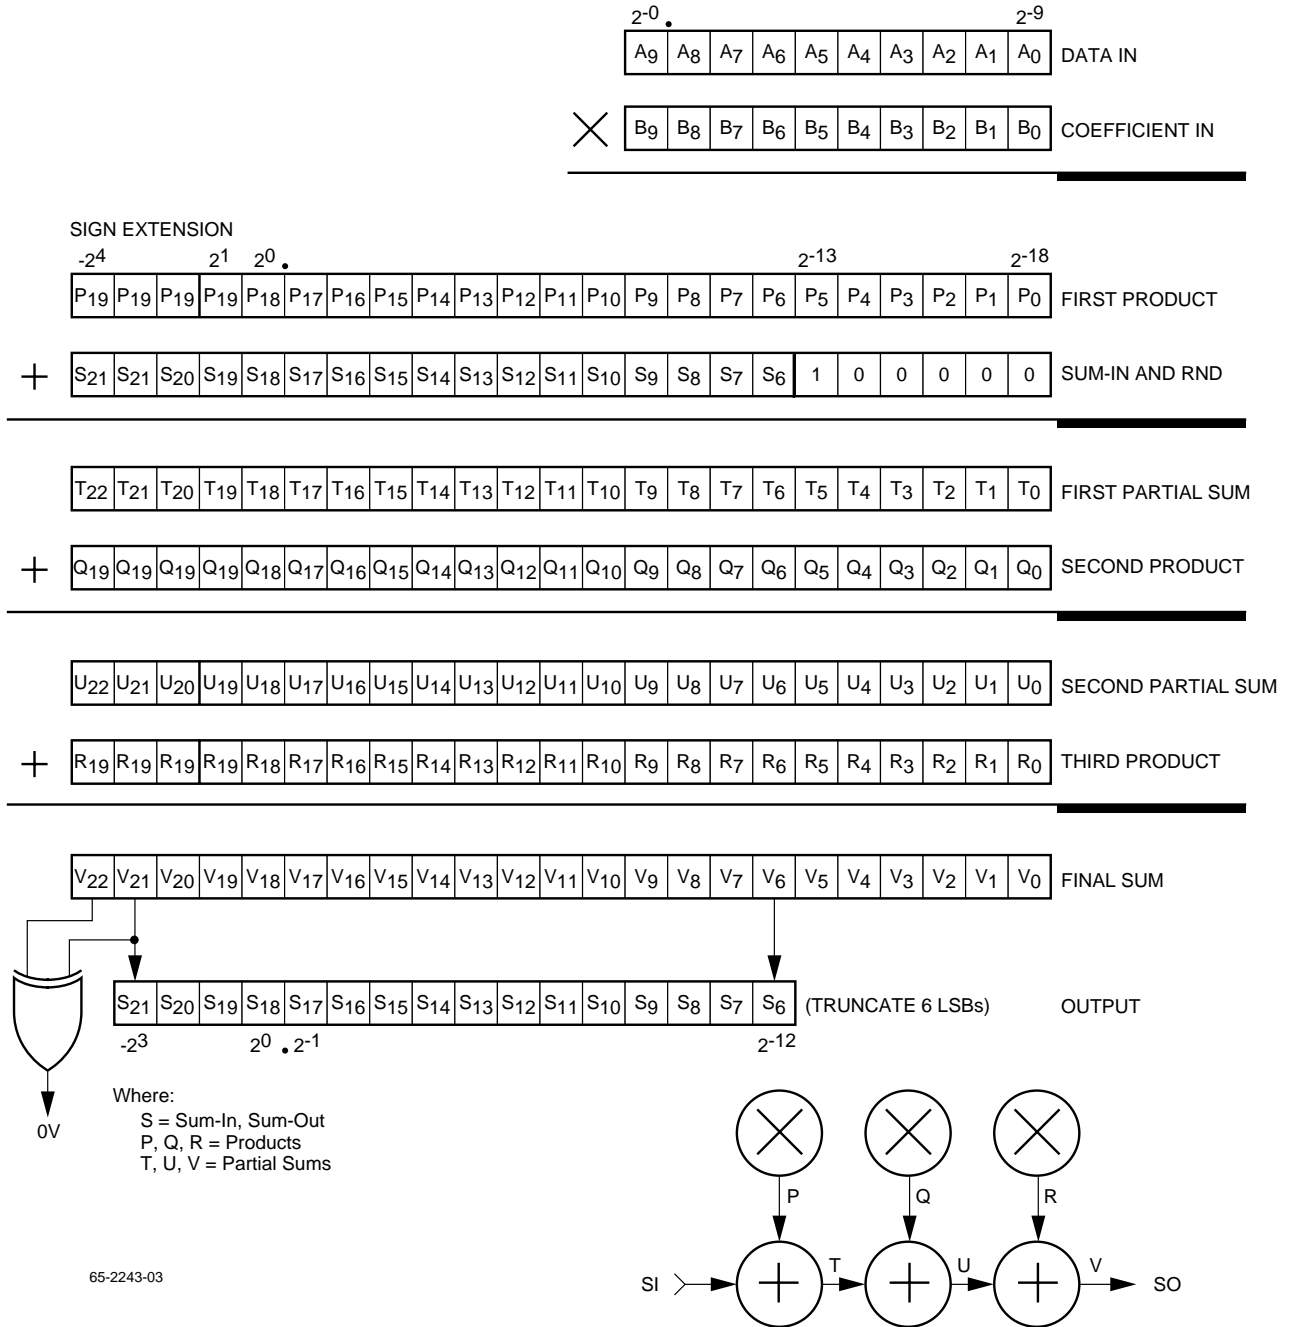 2-0 . 2-9
A9 A8 A7 A6 A5 A4 A3 A2 A1 A0 DATA IN
B9 B8 B7 B6 B5 B4 B3 B2 B1 B0 COEFFICIENT IN
SIGN EXTENSION
-24 21 20 . 2-13 2-18
P19 P19 P19 P19 P18 P17 P16 P15 P14 P13 P12 P11 P10 P9 P8 P7 P6 P5 P4 P3 P2 P1 P0 FIRST PRODUCT
+ S21 S21 S20 S19 S18 S17 S16 S15 S14 S13 S12 S11 S10 S9 S8 S7 S6 1 0 0 0 0 0 SUM-IN AND RND
T22 T21 T20 T19 T18 T17 T16 T15 T14 T13 T12 T11 T10 T9 T8 T7 T6 T5 T4 T3 T2 T1 T0 FIRST PARTIAL SUM
+ Q19 Q19 Q19 Q19 Q18 Q17 Q16 Q15 Q14 Q13 Q12 Q11 Q10 Q9 Q8 Q7 Q6 Q5 Q4 Q3 Q2 Q1 Q0 SECOND PRODUCT
U22 U21 U20 U19 U18 U17 U16 U15 U14 U13 U12 U11 U10 U9 U8 U7 U6 U5 U4 U3 U2 U1 U0 SECOND PARTIAL SUM
+ R19 R19 R19 R19 R18 R17 R16 R15 R14 R13 R12 R11 R10 R9 R8 R7 R6 R5 R4 R3 R2 R1 R0 THIRD PRODUCT
V22 V21 V20 V19 V18 V17 V16 V15 V14 V13 V12 V11 V10 V9 V8 V7 V6 V5 V4 V3 V2 V1 V0 FINAL SUM
S21 S20 S19 S18 S17 S16 S15 S14 S13 S12 S11 S10 S9 S8 S7 S6 (TRUNCATE 6 LSBs) OUTPUT
-23 20 . 2-1 2-12
0V
Where:
S = Sum-In, Sum-Out
P, Q, R = Products
T, U, V = Partial Sums
P Q R
SI T U V SO
65-2243-03